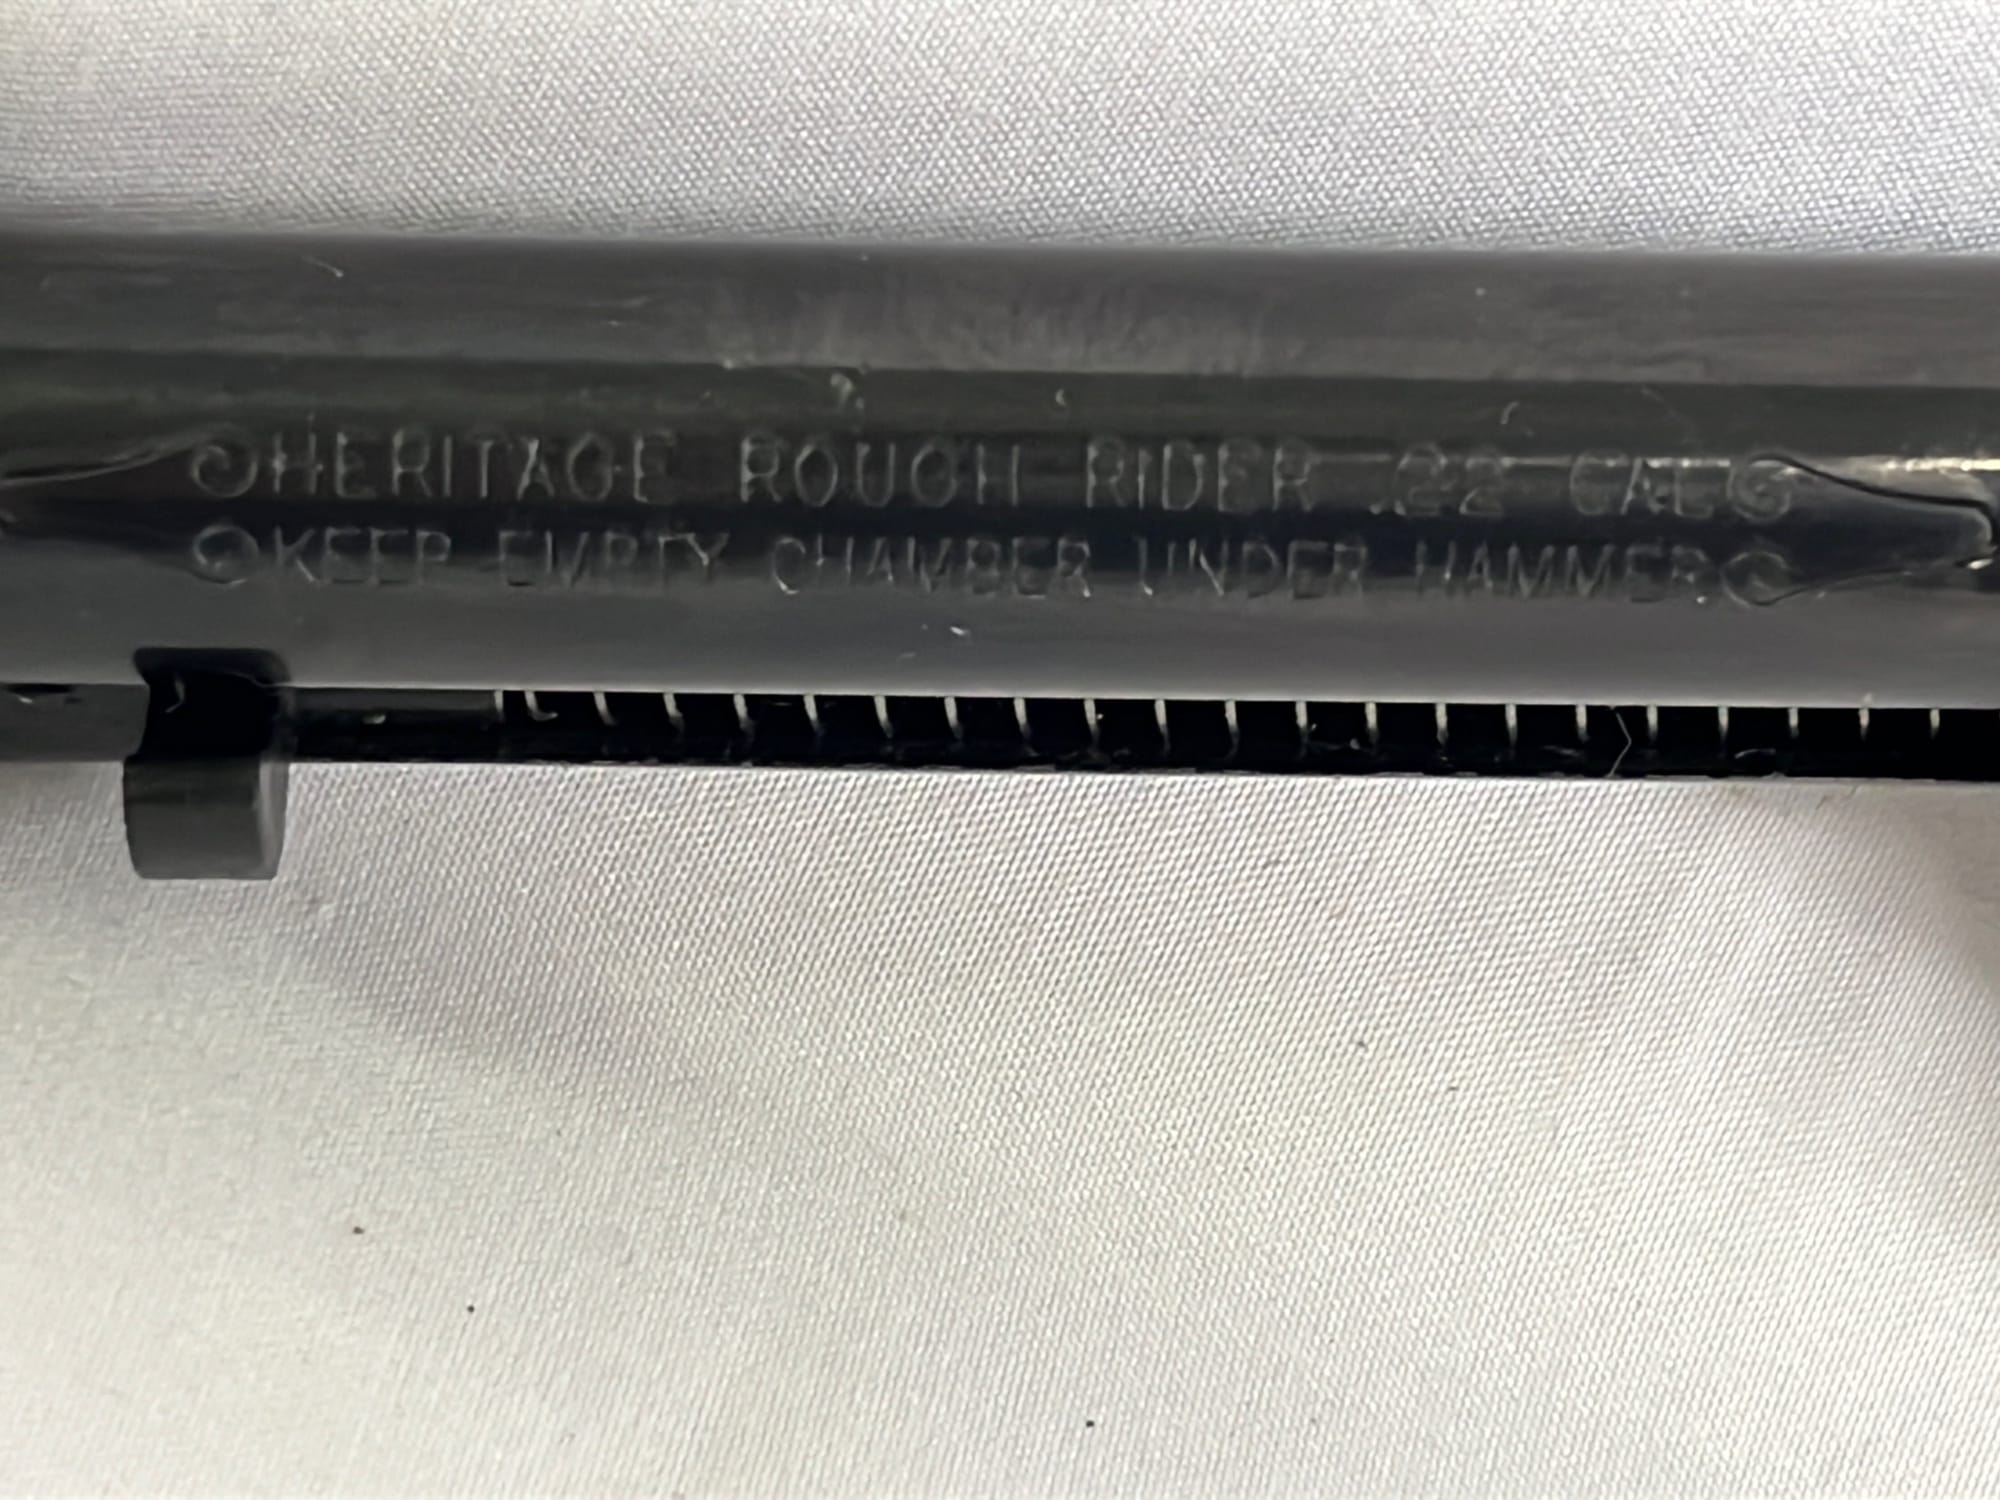 HERITAGE ROUGH RIDER .22 CAL
KEEP EMPTY CHAMBER UNDER HAMMER